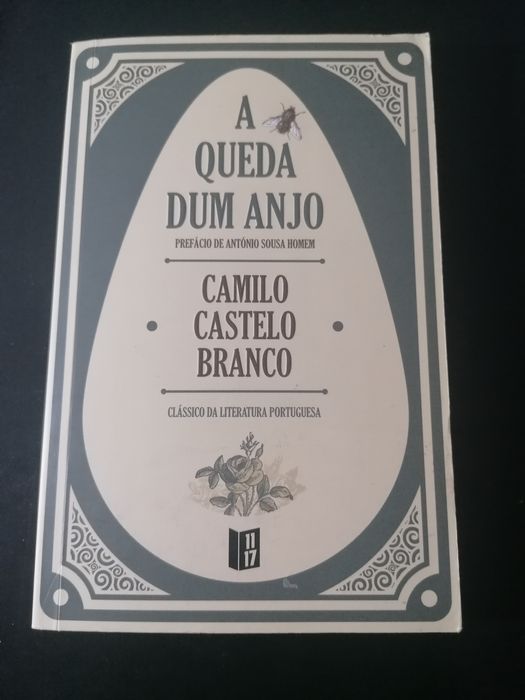 A
QUEDA
DUM ANJO
PREFÁCIO DE ANTÓNIO SOUSA HOMEM
CAMILO
CASTELO
BRANCO
CLÁSSICO DA LITERATURA PORTUGUESA
11
17